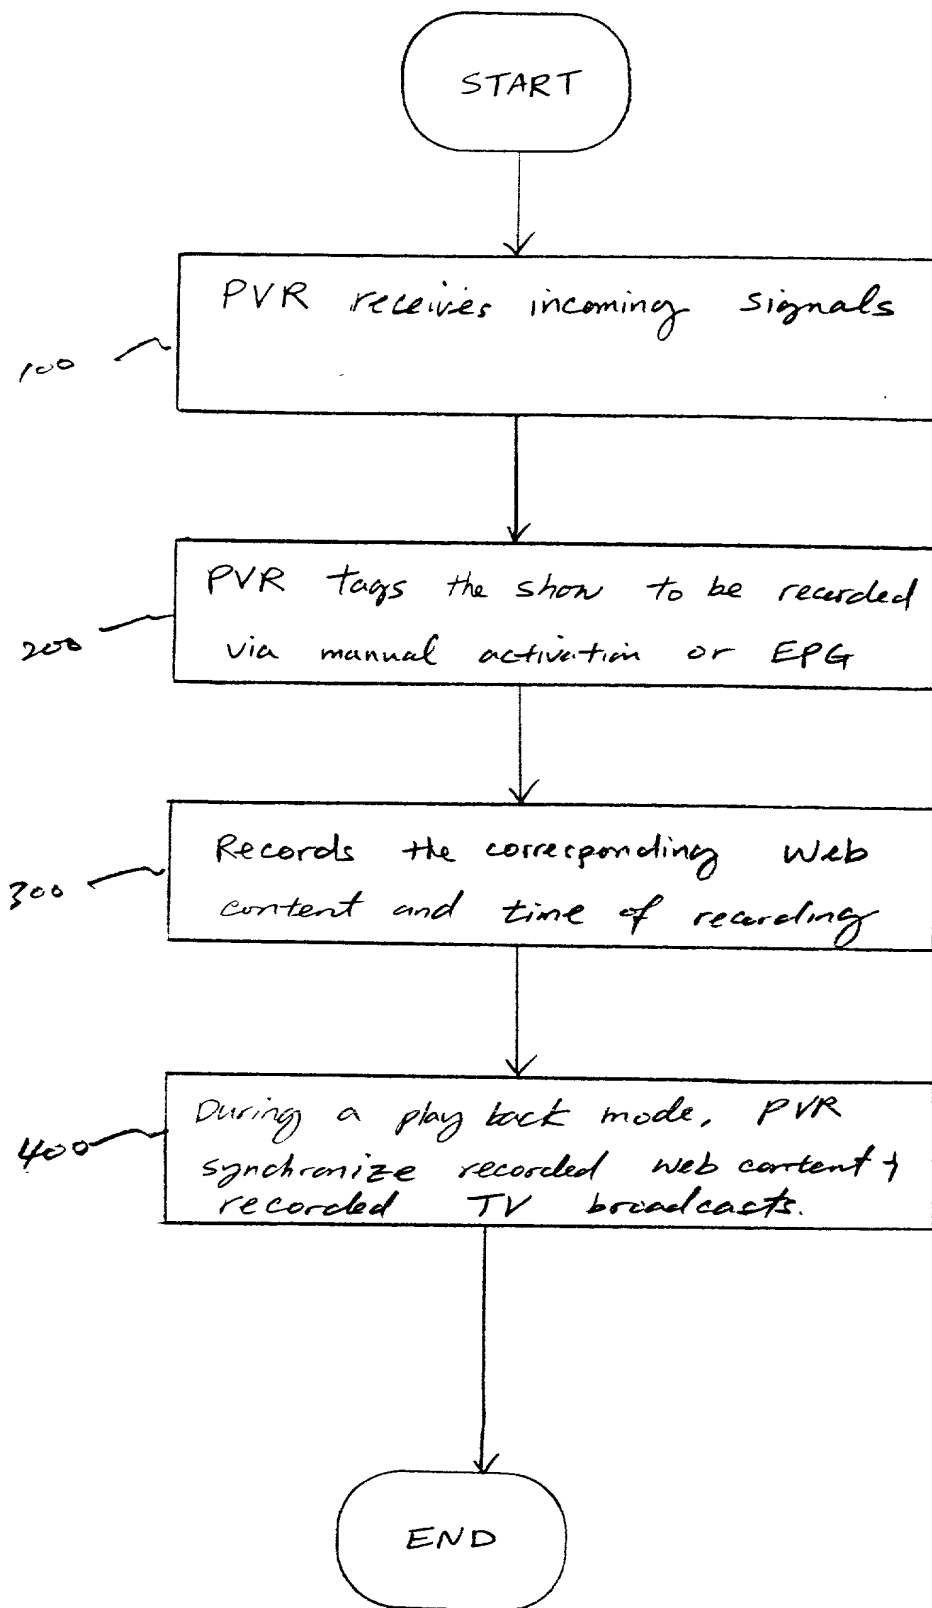 START
PVR receives incoming signals
100
PVR tags the show to be recorded
via manual activation or EPG
200
Records the corresponding Web
content and time of recording
300
During a play back mode, PVR
synchronize recorded web content +
recorded TV broadcasts.
400
END